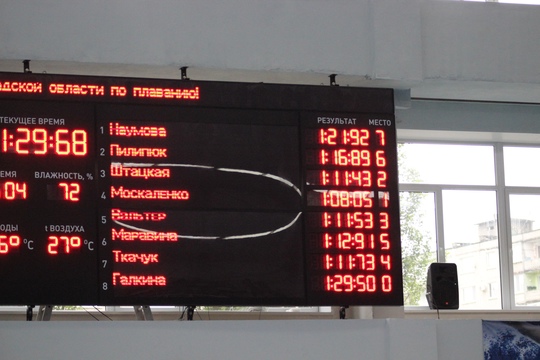 адской области по плаванию!
ТЕКУЩЕЕ ВРЕМЯ
1:29:68
ВЛАЖНОСТЬ, %
04 72
t ВОЗДУХА
6° °C 27° °C
РЕЗУЛЬТАТ МЕСТО
1 Наумова 1:21:92 7
2 Пилипюк 1:16:89 6
3 Штацкая 1:11:43 2
4 Москаленко 1:08:05 1
5 Вальтер 1:11:53 3
6 Маравина 1:12:91 5
7 Ткачук 1:11:73 4
8 Галкина 1:29:50 0